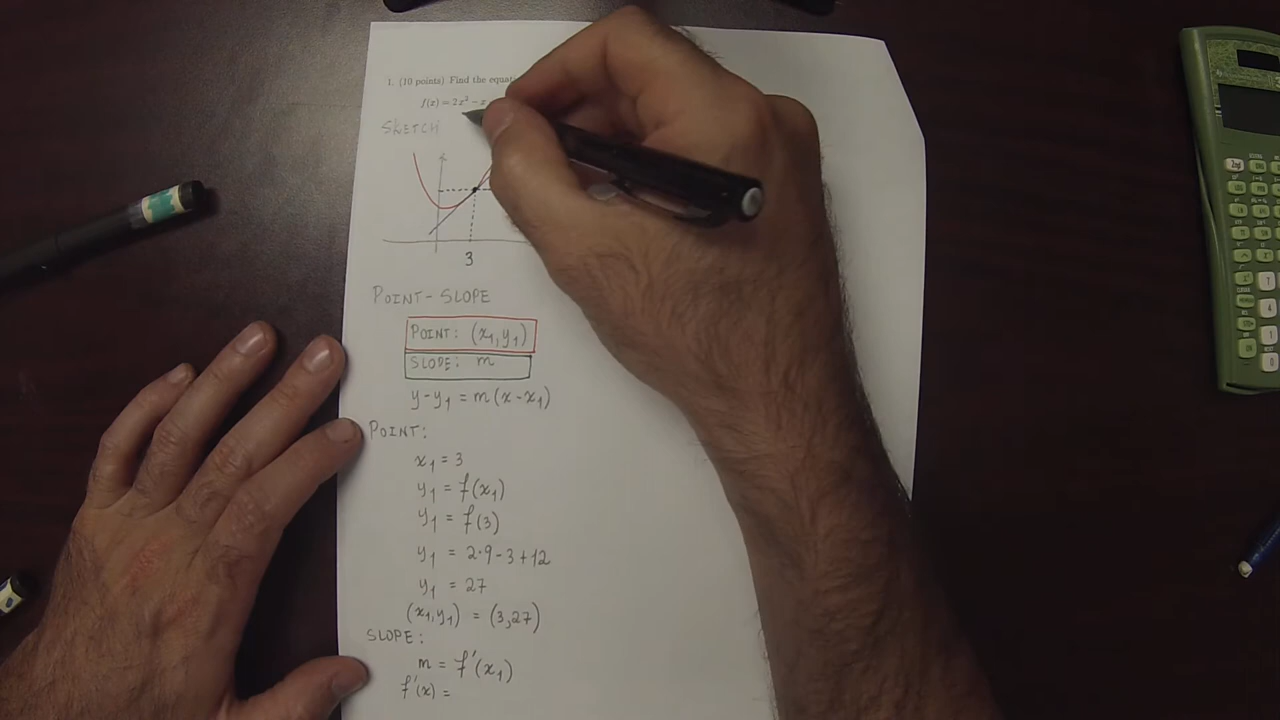 1. (10 points) Find the
f(x) = 2x² − x
SKETCH
3
POINT-SLOPE
POINT: (x₁, y₁)
SLOPE: m
y-y₁ = m(x-x₁)
POINT:
x₁ = 3
y₁ = f(x₁)
y₁ = f(3)
y₁ = 2·9-3+12
y₁ = 27
(x₁,y₁) = (3,27)
SLOPE:
m = f'(x₁)
f'(x) =